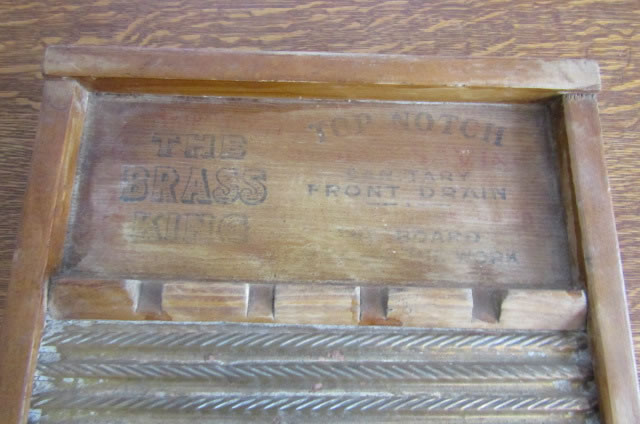 THE
BRASS
KING
TOP NOTCH
SANITARY
FRONT DRAIN
BOARD
WORK